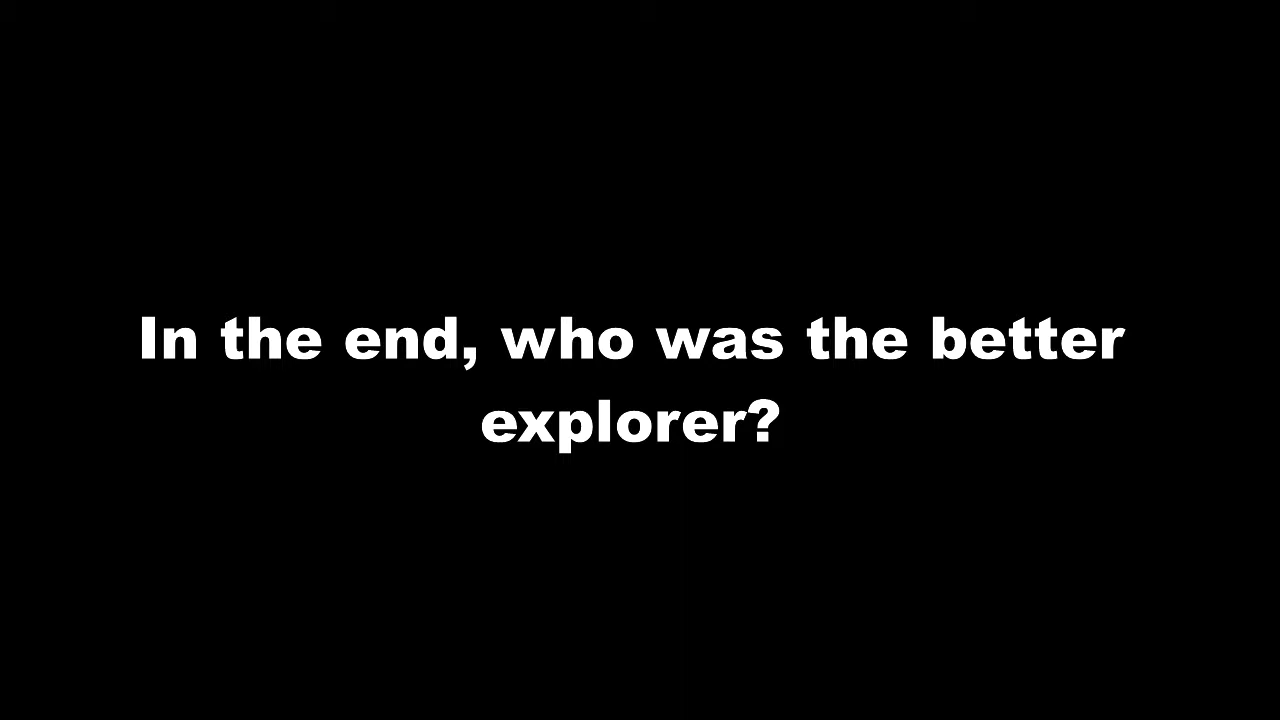 In the end, who was the better
explorer?